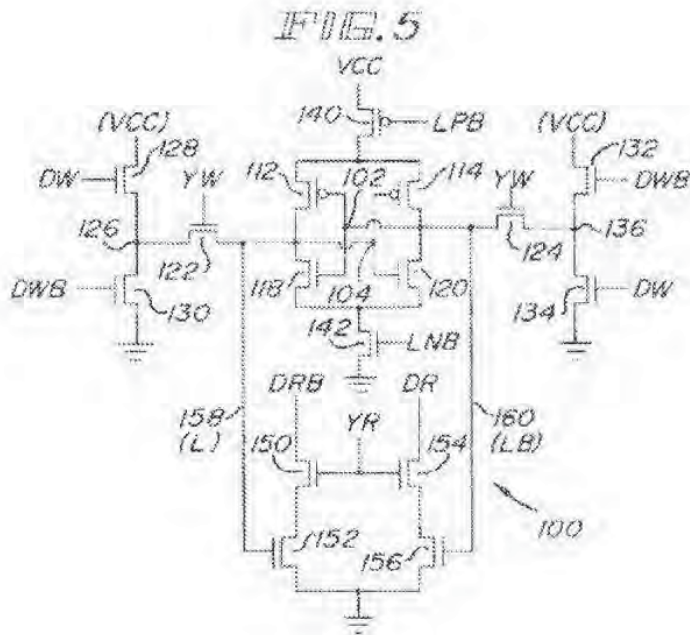 FIG. 5
VCC
140
LPB
(VCC)
128
DW
YW
112
102
114
YW
(VCC)
132
DWB
126
122
124
136
DWB
130
118
104
120
134
DW
142
LNB
DRB
DR
158
(L)
150
YR
154
160
(LB)
152
156
100